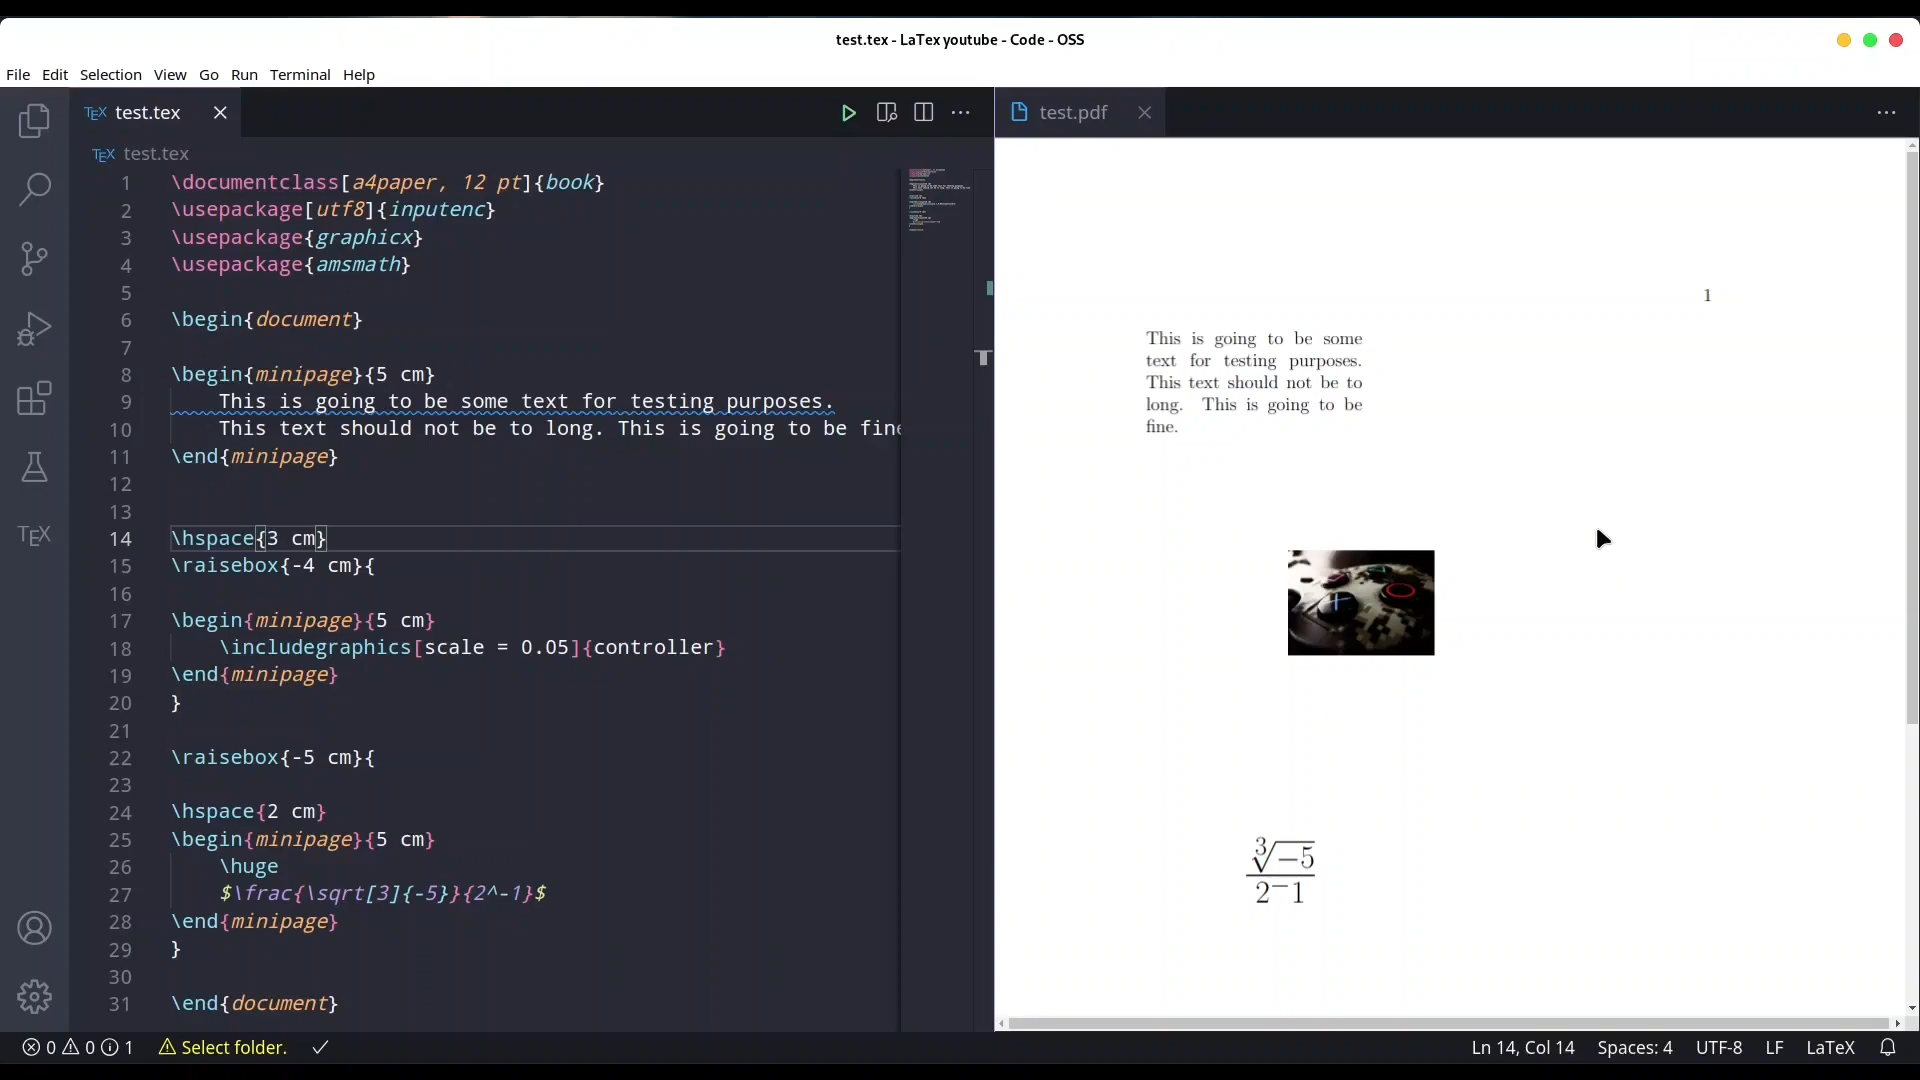 test.tex - LaTex youtube - Code - OSS
File Edit Selection View Go Run Terminal Help
TEX test.tex
test.pdf
TEX test.tex
1 \documentclass[a4paper, 12 pt]{book}
2 \usepackage[utf8]{inputenc}
3 \usepackage{graphicx}
4 \usepackage{amsmath}
5
6 \begin{document}
7
8 \begin{minipage}{5 cm}
9 This is going to be some text for testing purposes.
10 This text should not be to long. This is going to be fine
11 \end{minipage}
12
13
14 \hspace{3 cm}
15 \raisebox{-4 cm}{
16
17 \begin{minipage}{5 cm}
18 \includegraphics[scale = 0.05]{controller}
19 \end{minipage}
20 }
21
22 \raisebox{-5 cm}{
23
24 \hspace{2 cm}
25 \begin{minipage}{5 cm}
26 \huge
27 $\frac{\sqrt[3]{-5}}{2^-1}$
28 \end{minipage}
29 }
30
31 \end{document}
TEX
1
This is going to be some
text for testing purposes.
This text should not be to
long. This is going to be
fine.
3√−5
2−1
0 0 1 Select folder.
Ln 14, Col 14 Spaces: 4 UTF-8 LF LaTeX